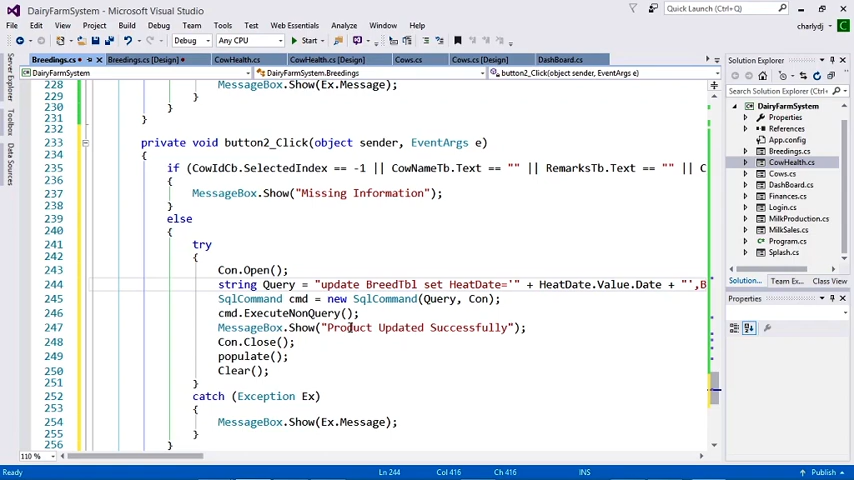 DairyFarmSystem - Microsoft Visual Studio
Quick Launch (Ctrl+Q)
File Edit View Project Build Debug Team Tools Test Web Essentials Analyze Window Help
charlydj
Debug Any CPU Start
Breedings.cs Breedings.cs [Design] CowHealth.cs CowHealth.cs [Design] Cows.cs Cows.cs [Design] DashBoard.cs
DairyFarmSystem DairyFarmSystem.Breedings button2_Click(object sender, EventArgs e)
Server Explorer
Toolbox
Data Sources
228 MessageBox.Show(Ex.Message);
229 }
230 }
231 }
232
233 private void button2_Click(object sender, EventArgs e)
234 {
235 if (CowIdCb.SelectedIndex == -1 || CowNameTb.Text == "" || RemarksTb.Text == "" || C
236 {
237 MessageBox.Show("Missing Information");
238 }
239 else
240 {
241 try
242 {
243 Con.Open();
244 string Query = "update BreedTbl set HeatDate='" + HeatDate.Value.Date + "',B
245 SqlCommand cmd = new SqlCommand(Query, Con);
246 cmd.ExecuteNonQuery();
247 MessageBox.Show("Product Updated Successfully");
248 Con.Close();
249 populate();
250 Clear();
251 }
252 catch (Exception Ex)
253 {
254 MessageBox.Show(Ex.Message);
255 }
256 }
110 %
Solution Explorer
Search Solution Explorer (
DairyFarmSystem
Properties
References
App.config
Breedings.cs
CowHealth.cs
Cows.cs
DashBoard.cs
Finances.cs
Login.cs
MilkProduction.cs
MilkSales.cs
Program.cs
Splash.cs
Solution... Team Ex... Class View
Properties
Ready Ln 244 Col 416 Ch 416 INS Publish